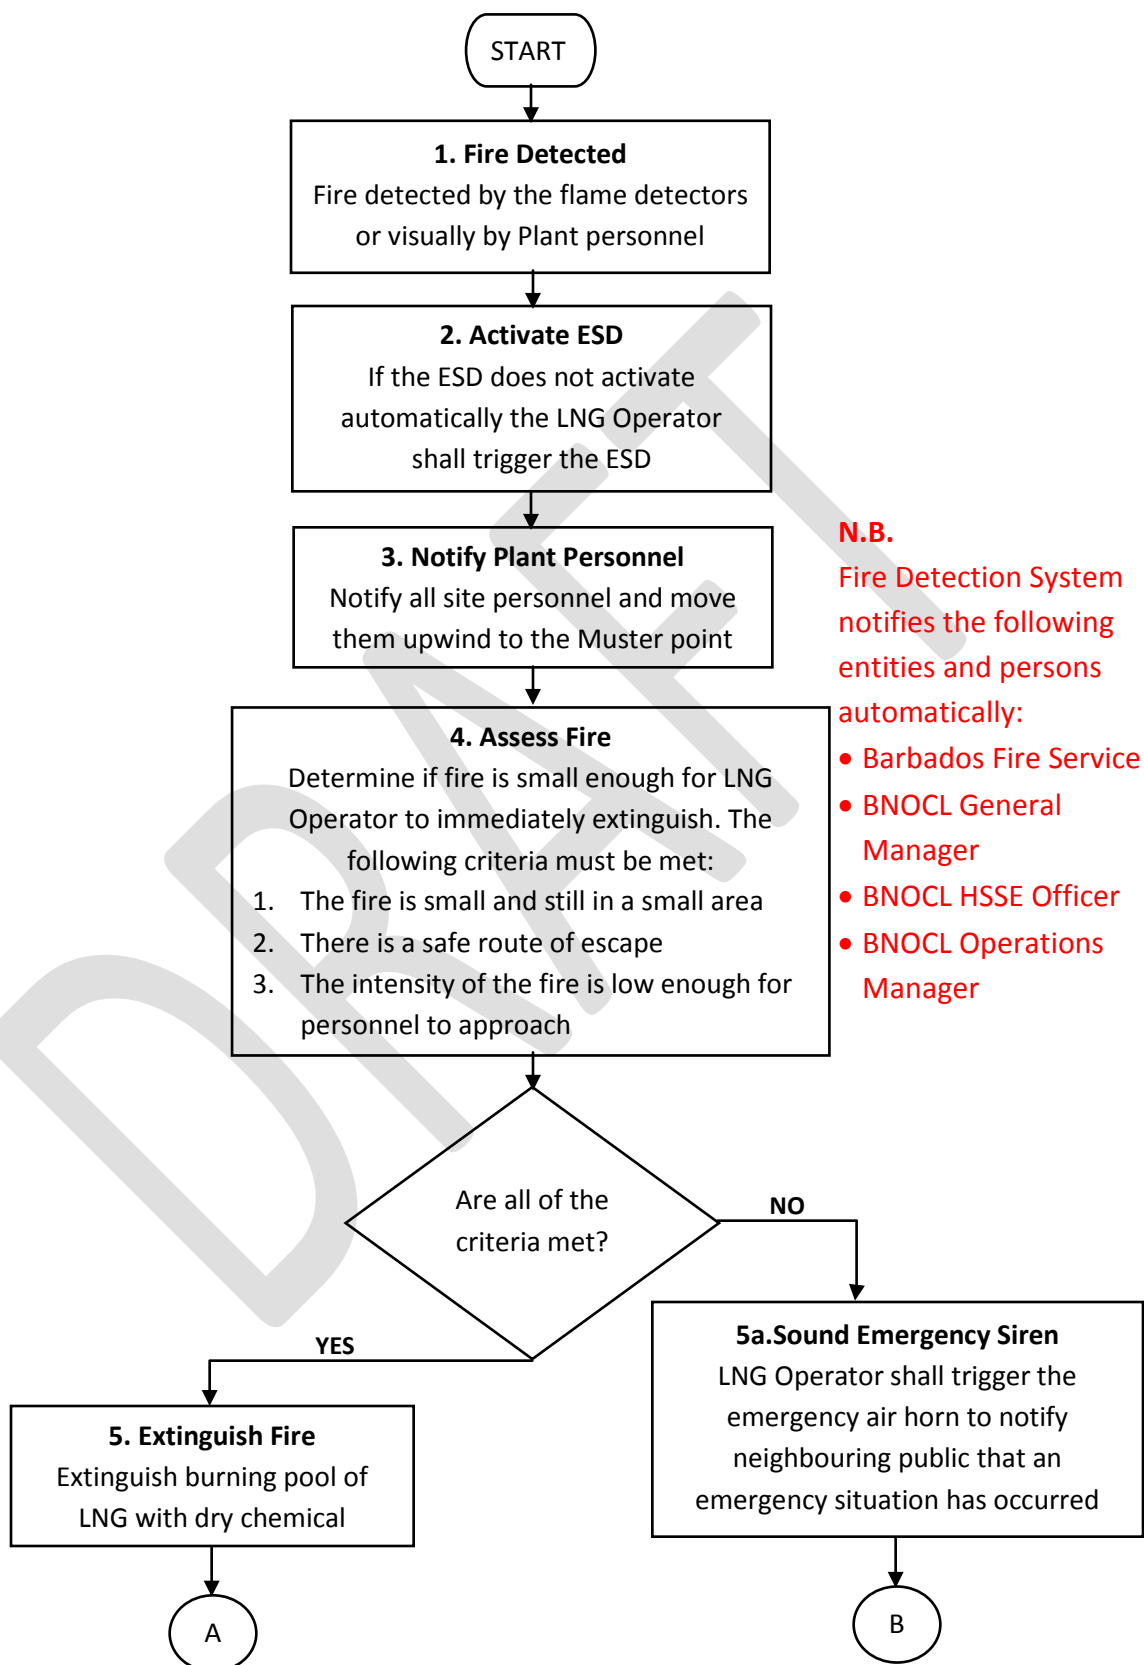 START
1. Fire Detected
Fire detected by the flame detectors
or visually by Plant personnel
2. Activate ESD
If the ESD does not activate
automatically the LNG Operator
shall trigger the ESD
3. Notify Plant Personnel
Notify all site personnel and move
them upwind to the Muster point
N.B.
Fire Detection System
notifies the following
entities and persons
automatically:
• Barbados Fire Service
• BNOCL General
Manager
• BNOCL HSSE Officer
• BNOCL Operations
Manager
4. Assess Fire
Determine if fire is small enough for LNG
Operator to immediately extinguish. The
following criteria must be met:
1. The fire is small and still in a small area
2. There is a safe route of escape
3. The intensity of the fire is low enough for
personnel to approach
Are all of the
criteria met?
NO
YES
5a.Sound Emergency Siren
LNG Operator shall trigger the
emergency air horn to notify
neighbouring public that an
emergency situation has occurred
5. Extinguish Fire
Extinguish burning pool of
LNG with dry chemical
A
B
DRAFT